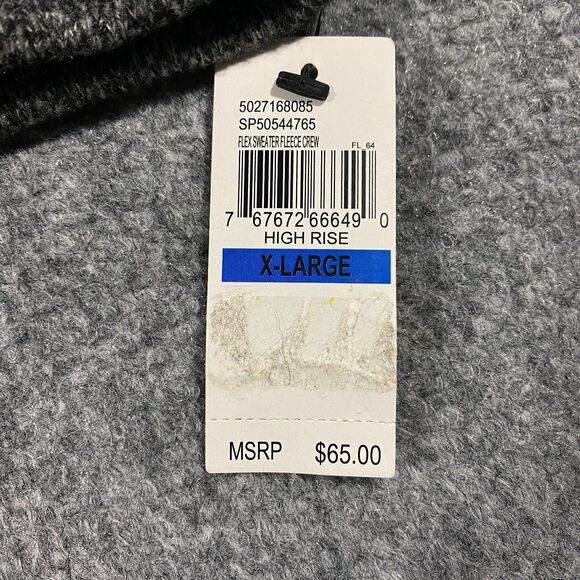 5027168085
SP50544765
FLEX SWEATER FLEECE CREW
FL 64
7 67672 66649 0
HIGH RISE
X-LARGE
MSRP $65.00